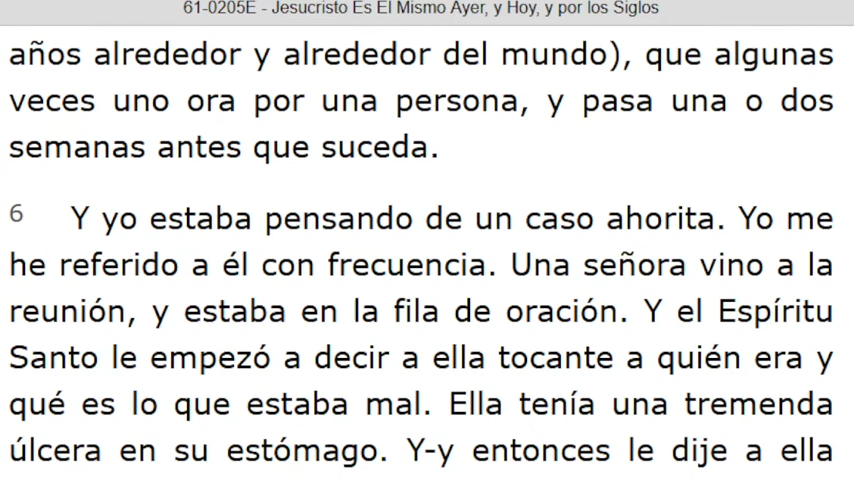 61-0205E - Jesucristo Es El Mismo Ayer, y Hoy, y por los Siglos
años alrededor y alrededor del mundo), que algunas
veces uno ora por una persona, y pasa una o dos
semanas antes que suceda.
6 Y yo estaba pensando de un caso ahorita. Yo me
he referido a él con frecuencia. Una señora vino a la
reunión, y estaba en la fila de oración. Y el Espíritu
Santo le empezó a decir a ella tocante a quién era y
qué es lo que estaba mal. Ella tenía una tremenda
úlcera en su estómago. Y-y entonces le dije a ella